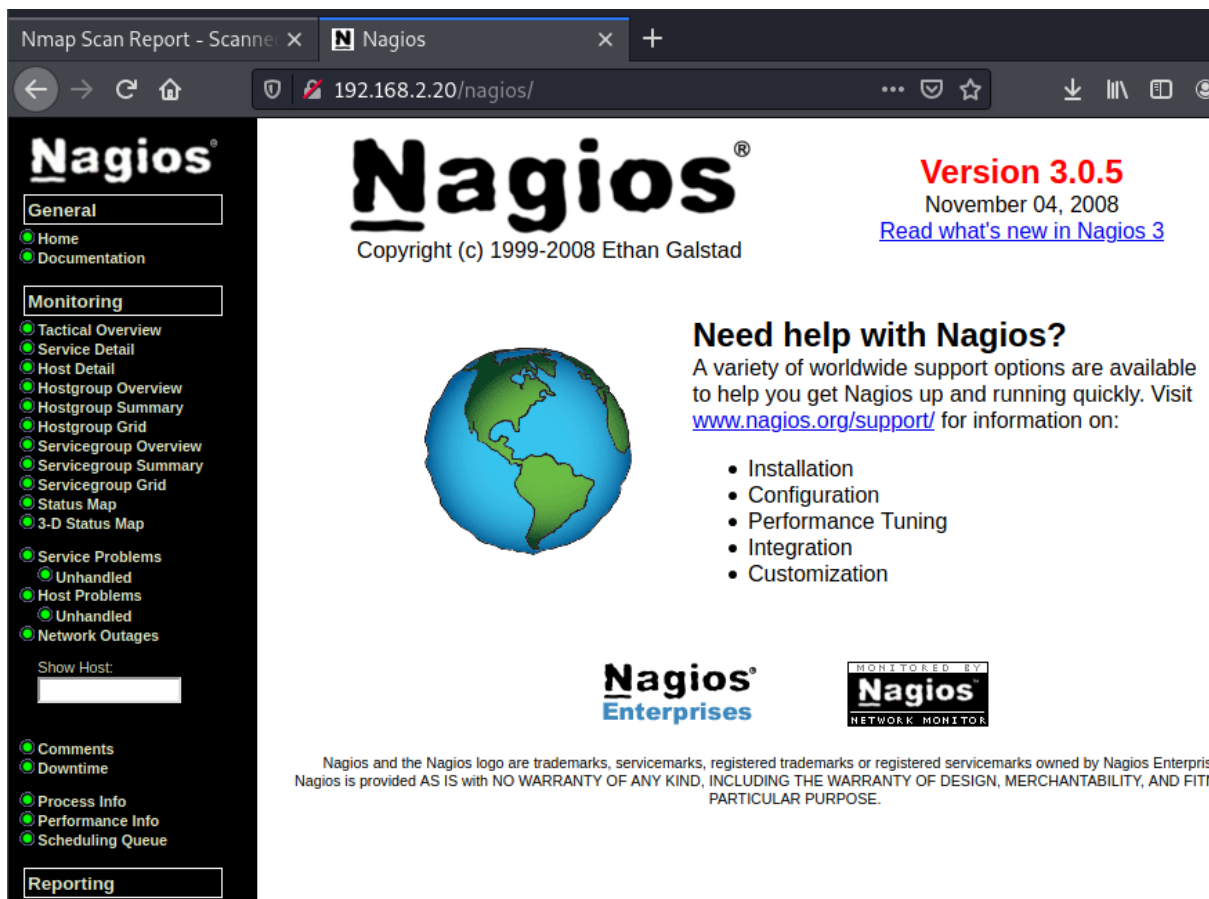 Nmap Scan Report - Scanne
Nagios
192.168.2.20/nagios/
Nagios®
General
Home
Documentation
Monitoring
Tactical Overview
Service Detail
Host Detail
Hostgroup Overview
Hostgroup Summary
Hostgroup Grid
Servicegroup Overview
Servicegroup Summary
Servicegroup Grid
Status Map
3-D Status Map
Service Problems
Unhandled
Host Problems
Unhandled
Network Outages
Show Host:
Comments
Downtime
Process Info
Performance Info
Scheduling Queue
Reporting
Nagios®
Copyright (c) 1999-2008 Ethan Galstad
Version 3.0.5
November 04, 2008
Read what's new in Nagios 3
Need help with Nagios?
A variety of worldwide support options are available
to help you get Nagios up and running quickly. Visit
www.nagios.org/support/ for information on:
• Installation
• Configuration
• Performance Tuning
• Integration
• Customization
Nagios®
Enterprises
MONITORED BY
Nagios™
NETWORK MONITOR
Nagios and the Nagios logo are trademarks, servicemarks, registered trademarks or registered servicemarks owned by Nagios Enterpris
Nagios is provided AS IS with NO WARRANTY OF ANY KIND, INCLUDING THE WARRANTY OF DESIGN, MERCHANTABILITY, AND FIT
PARTICULAR PURPOSE.